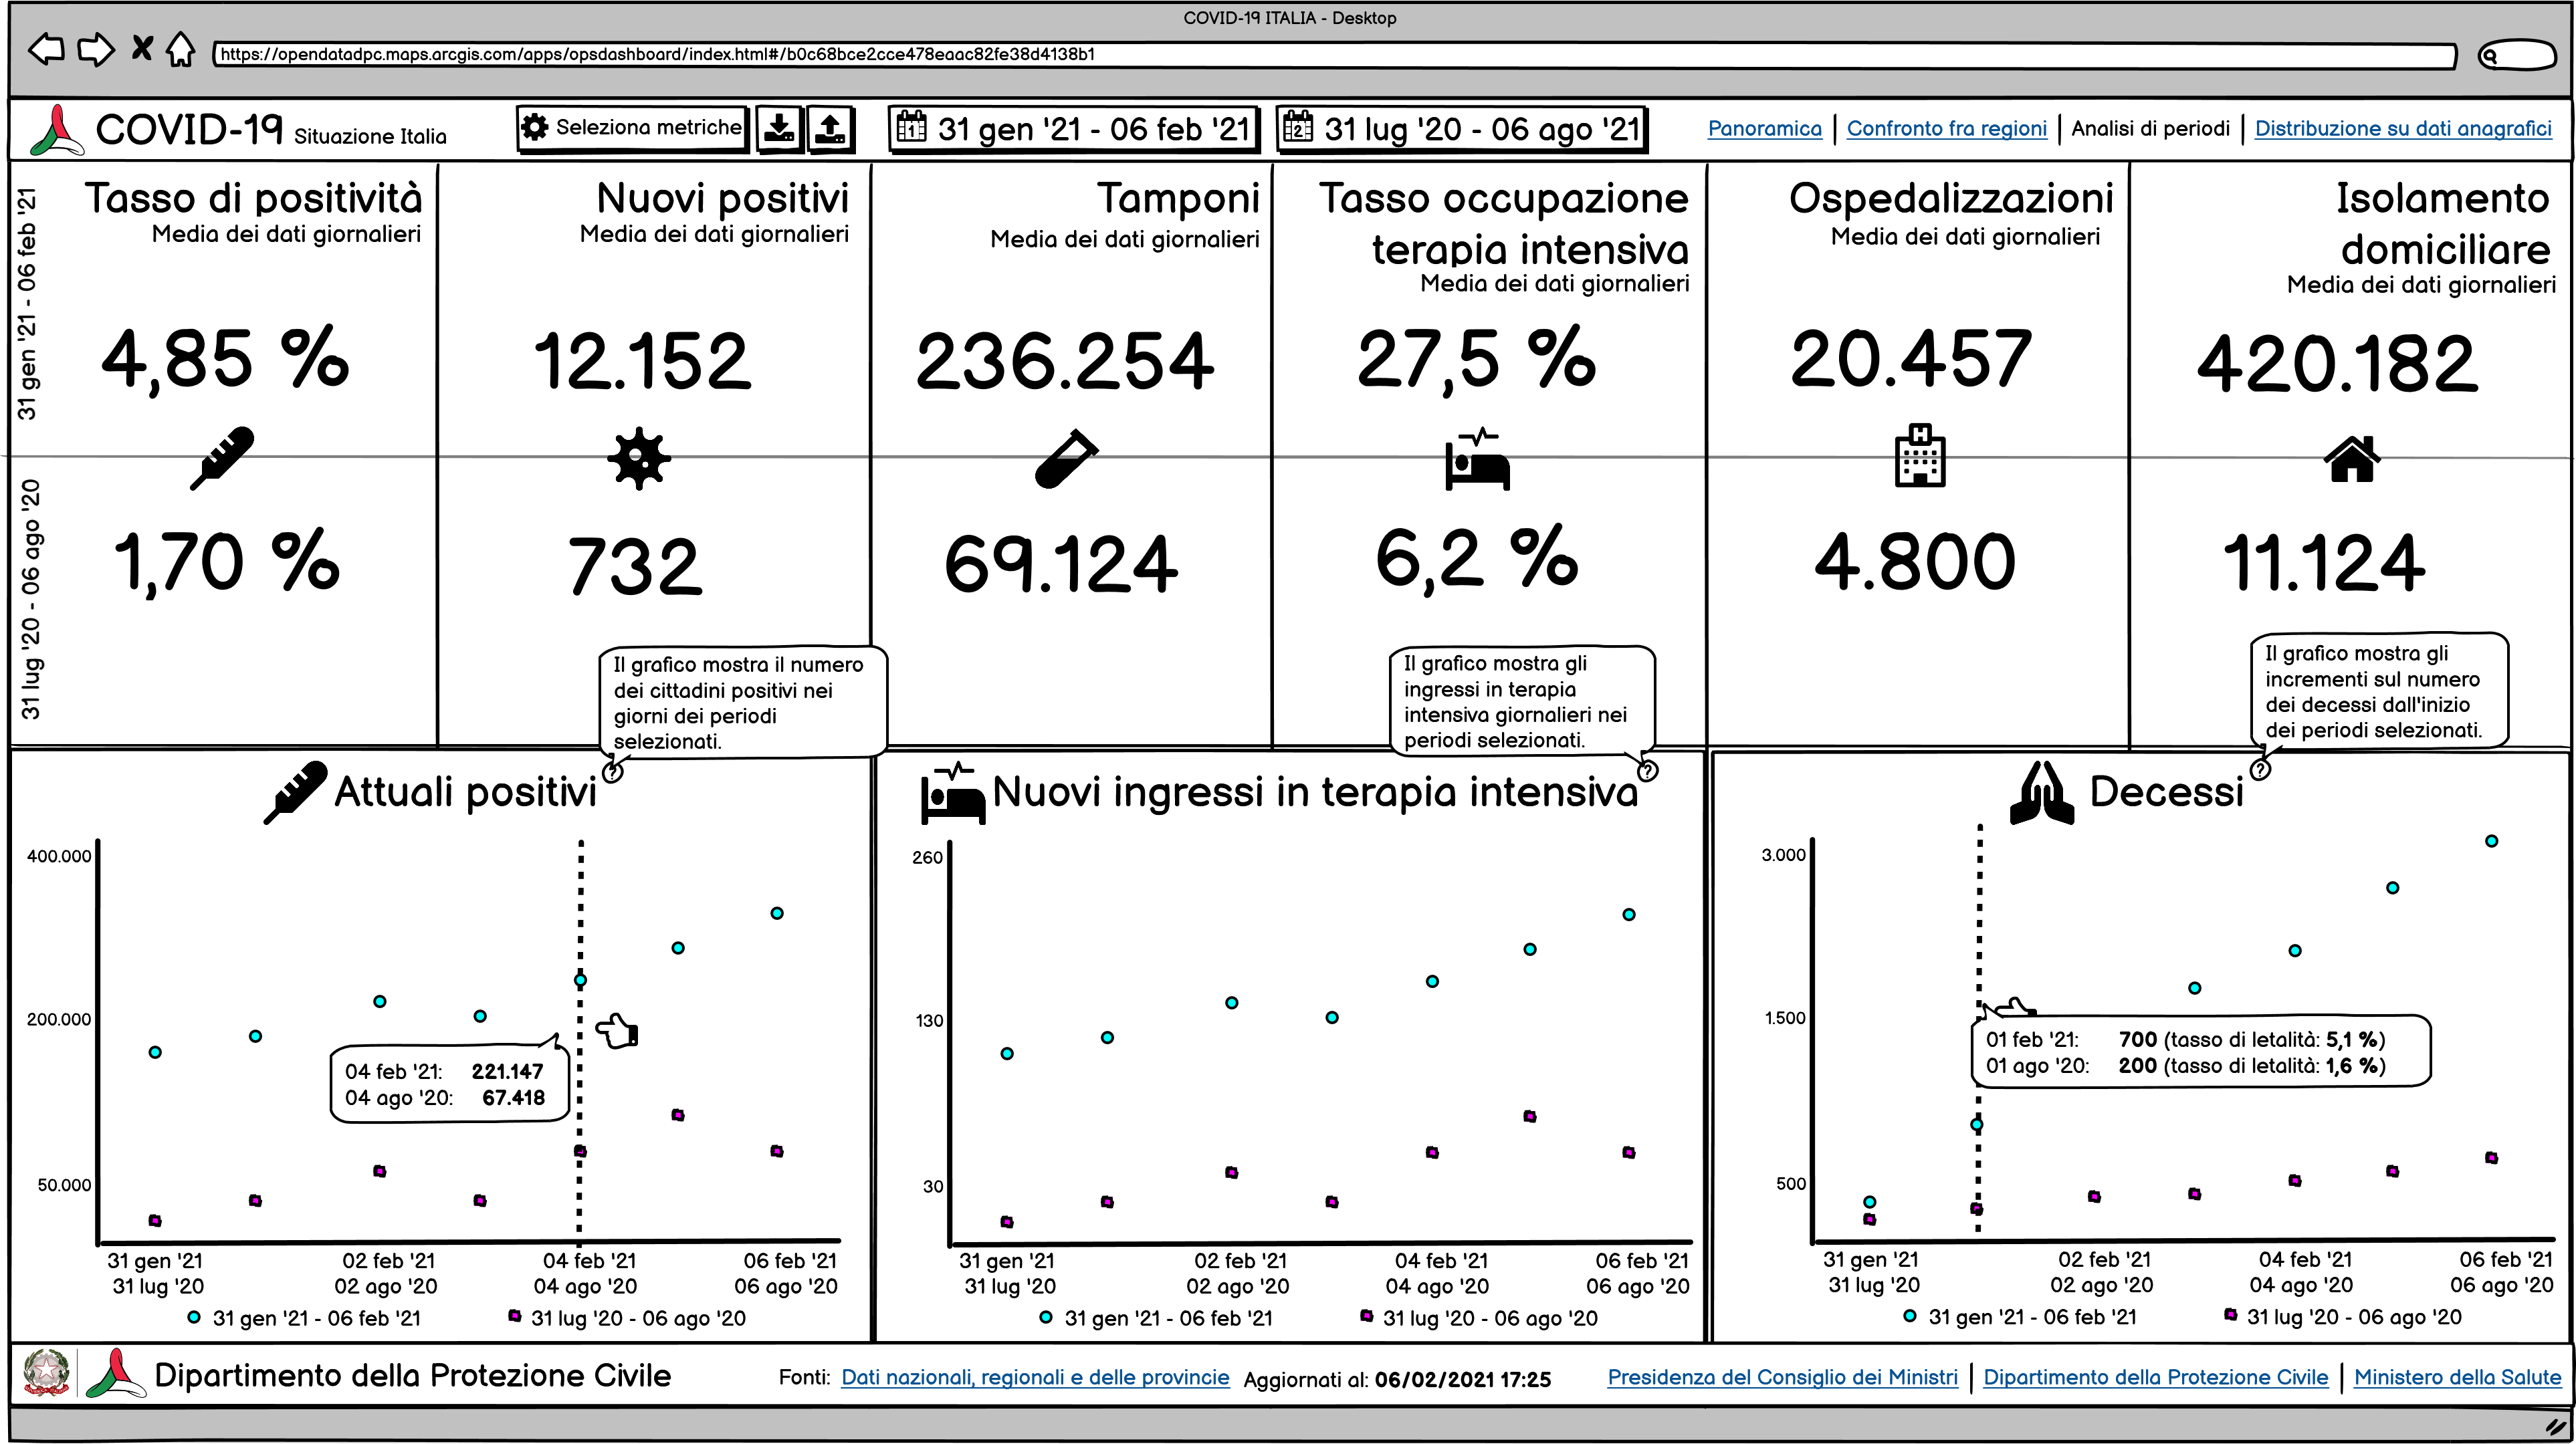 COVID-19 ITALIA - Desktop
https://opendatadpc.maps.arcgis.com/apps/opsdashboard/index.html#/b0c68bce2cce478eaac82fe38d4138b1
COVID-19 Situazione Italia
Seleziona metriche
1 31 gen '21 - 06 feb '21
2 31 lug '20 - 06 ago '21
Panoramica | Confronto fra regioni | Analisi di periodi | Distribuzione su dati anagrafici
31 gen '21 - 06 feb '21
31 lug '20 - 06 ago '20
Tasso di positività
Media dei dati giornalieri
4,85 %
1,70 %
Nuovi positivi
Media dei dati giornalieri
12.152
732
Tamponi
Media dei dati giornalieri
236.254
69.124
Tasso occupazione
terapia intensiva
Media dei dati giornalieri
27,5 %
6,2 %
Ospedalizzazioni
Media dei dati giornalieri
H
20.457
4.800
Isolamento
domiciliare
Media dei dati giornalieri
420.182
11.124
Il grafico mostra il numero
dei cittadini positivi nei
giorni dei periodi
selezionati.
?
Attuali positivi
400.000
200.000
50.000
04 feb '21: 221.147
04 ago '20: 67.418
31 gen '21 02 feb '21 04 feb '21 06 feb '21
31 lug '20 02 ago '20 04 ago '20 06 ago '20
31 gen '21 - 06 feb '21 31 lug '20 - 06 ago '20
Il grafico mostra gli
ingressi in terapia
intensiva giornalieri nei
periodi selezionati.
?
Nuovi ingressi in terapia intensiva
260
130
30
31 gen '21 02 feb '21 04 feb '21 06 feb '21
31 lug '20 02 ago '20 04 ago '20 06 ago '20
31 gen '21 - 06 feb '21 31 lug '20 - 06 ago '20
Il grafico mostra gli
incrementi sul numero
dei decessi dall'inizio
dei periodi selezionati.
?
Decessi
3.000
1.500
500
01 feb '21: 700 (tasso di letalità: 5,1 %)
01 ago '20: 200 (tasso di letalità: 1,6 %)
31 gen '21 02 feb '21 04 feb '21 06 feb '21
31 lug '20 02 ago '20 04 ago '20 06 ago '20
31 gen '21 - 06 feb '21 31 lug '20 - 06 ago '20
Dipartimento della Protezione Civile
Fonti: Dati nazionali, regionali e delle provincie Aggiornati al: 06/02/2021 17:25
Presidenza del Consiglio dei Ministri | Dipartimento della Protezione Civile | Ministero della Salute